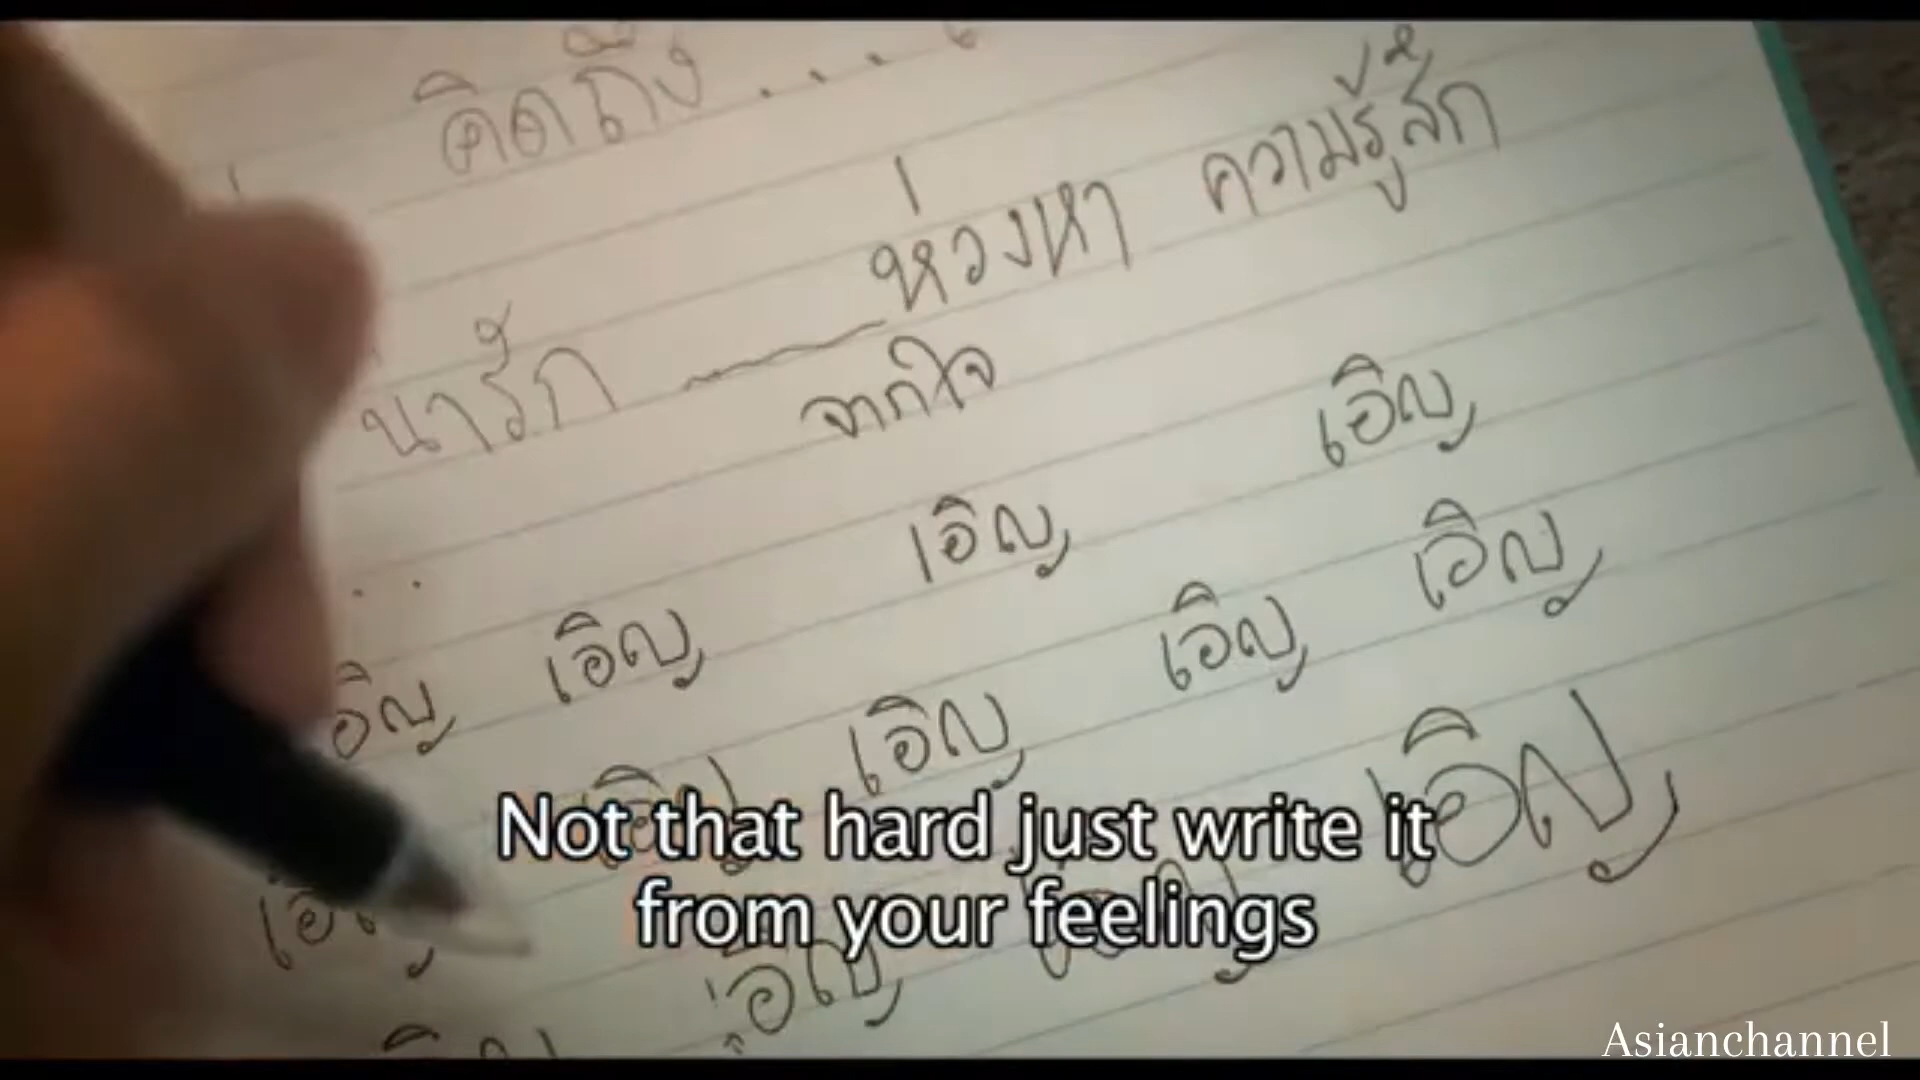 คิดถึง....
ห่วงหา ความรู้สึก
น่ารัก
จากใจ
เอิญ
เอิญ
เอิญ เอิญ
เอิญ เอิญ
เอิญ เอิญ
Not that hard just write it
from your feelings
Asianchannel